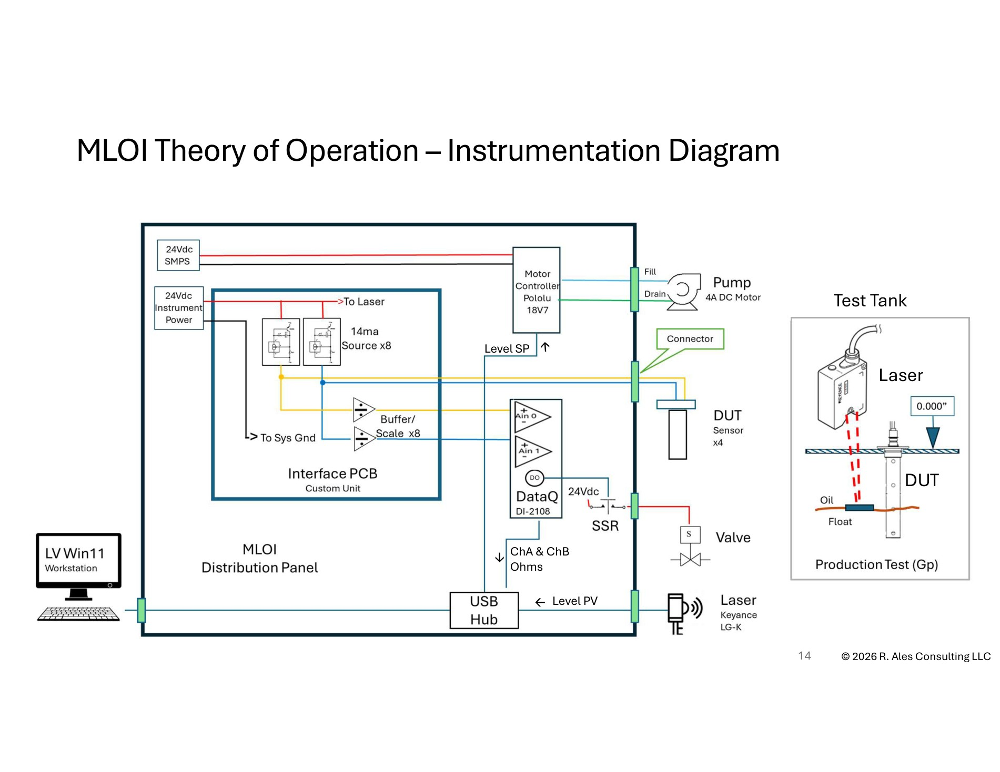 MLOI Theory of Operation – Instrumentation Diagram
24Vdc
SMPS
24Vdc
Instrument
Power
>To Laser
14ma
Source x8
-> To Sys Gnd
Buffer/
Scale x8
Interface PCB
Custom Unit
Motor
Controller
Pololu
18V7
Level SP ↑
Fill
Drain
Pump
4A DC Motor
Connector
+
Ain 0
–
+
Ain 1
–
DO
DataQ
DI-2108
24Vdc
SSR
DUT
Sensor
x4
S
Valve
↓ ChA & ChB
Ohms
MLOI
Distribution Panel
LV Win11
Workstation
USB
Hub
← Level PV
Laser
Keyance
LG-K
Test Tank
KEYENCE
Laser
0.000”
DUT
Oil
Float
Production Test (Gp)
14
© 2026 R. Ales Consulting LLC